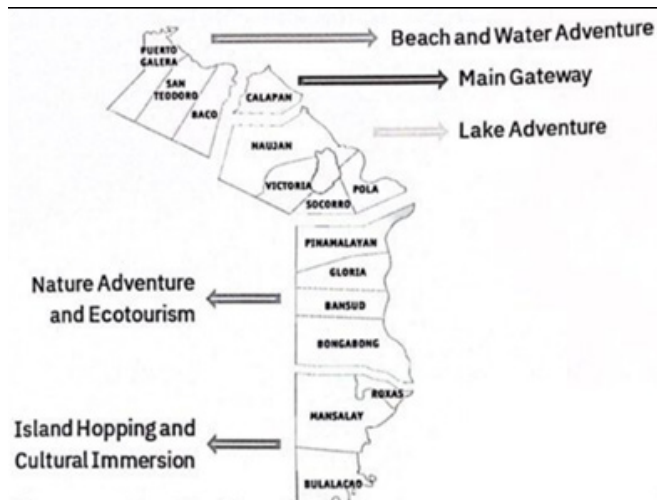 Beach and Water Adventure
PUERTO
GALERA
SAN
TEODORO
BACO
CALAPAN
Main Gateway
Lake Adventure
NAUJAN
VICTORIA
POLA
SOCORRO
PINAMALAYAN
GLORIA
BANSUD
BONGABONG
Nature Adventure
and Ecotourism
ROXAS
MANSALAY
Island Hopping and
Cultural Immersion
BULALACAO